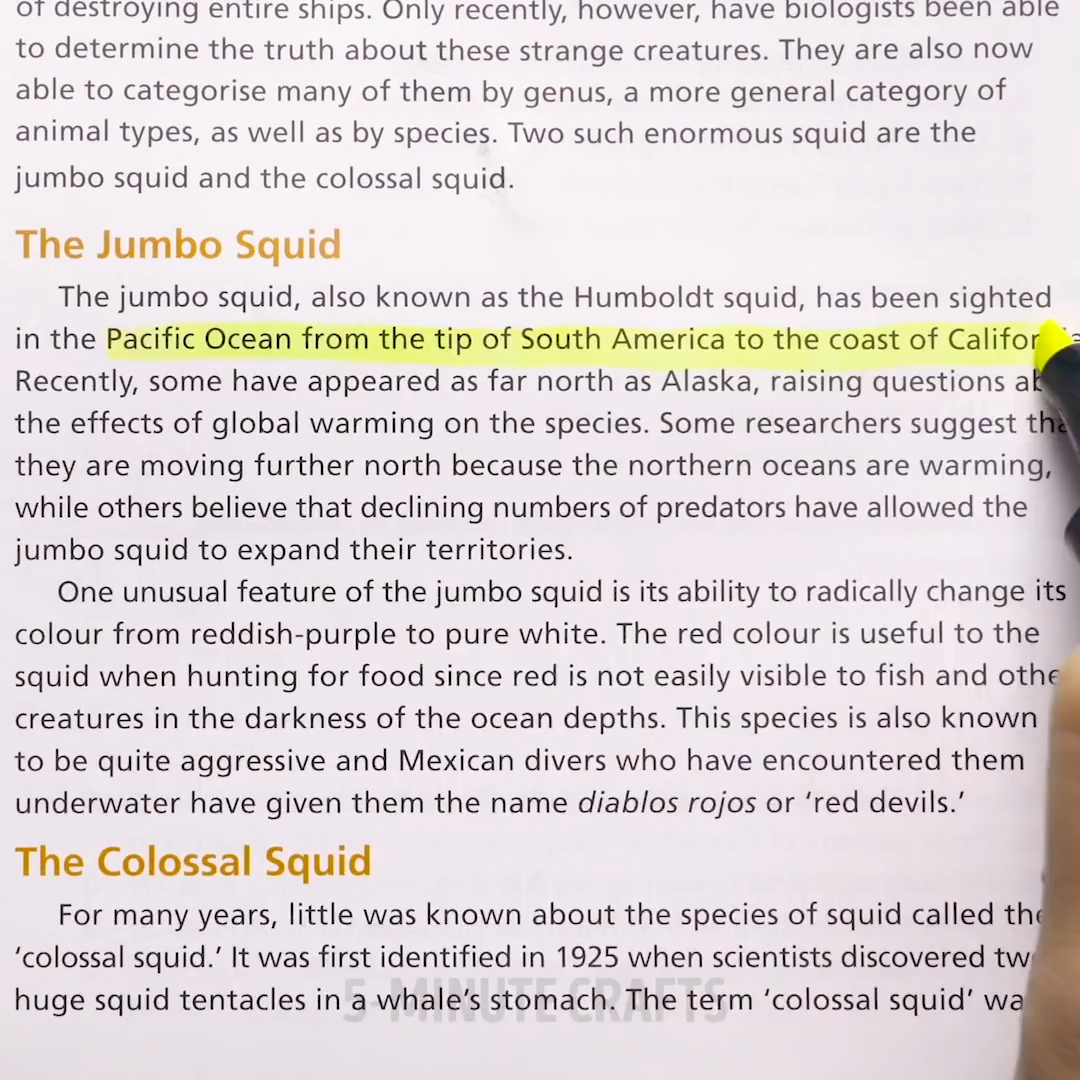 of destroying entire ships. Only recently, however, have biologists been able
to determine the truth about these strange creatures. They are also now
able to categorise many of them by genus, a more general category of
animal types, as well as by species. Two such enormous squid are the
jumbo squid and the colossal squid.
The Jumbo Squid
The jumbo squid, also known as the Humboldt squid, has been sighted
in the Pacific Ocean from the tip of South America to the coast of
Recently, some have appeared as far north as Alaska, raising questions
the effects of global warming on the species. Some researchers suggest
they are moving further north because the northern oceans are warming,
while others believe that declining numbers of predators have allowed the
jumbo squid to expand their territories.
One unusual feature of the jumbo squid is its ability to radically change its
colour from reddish-purple to pure white. The red colour is useful to the
squid when hunting for food since red is not easily visible to fish and
creatures in the darkness of the ocean depths. This species is also known
to be quite aggressive and Mexican divers who have encountered them
underwater have given them the name diablos rojos or ‘red devils.’
The Colossal Squid
For many years, little was known about the species of squid called the
‘colossal squid.’ It was first identified in 1925 when scientists discovered
huge squid tentacles in a whale’s stomach. The term ‘colossal squid’
5-MINUTE CRAFTS